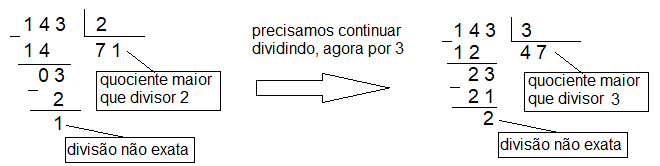 143 2
14 71
03
2
1
quociente maior
que divisor 2
divisão não exata
precisamos continuar
dividindo, agora por 3
143 3
12 47
23
21
2
quociente maior
que divisor 3
divisão não exata